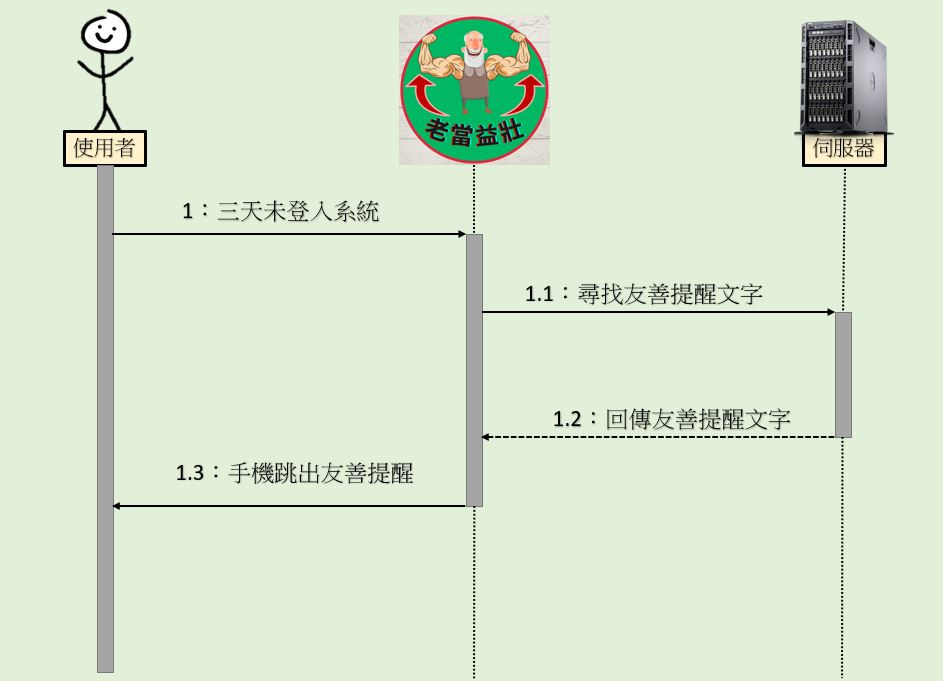 老當益壯
使用者
伺服器
1：三天未登入系統
1.1：尋找友善提醒文字
1.2：回傳友善提醒文字
1.3：手機跳出友善提醒